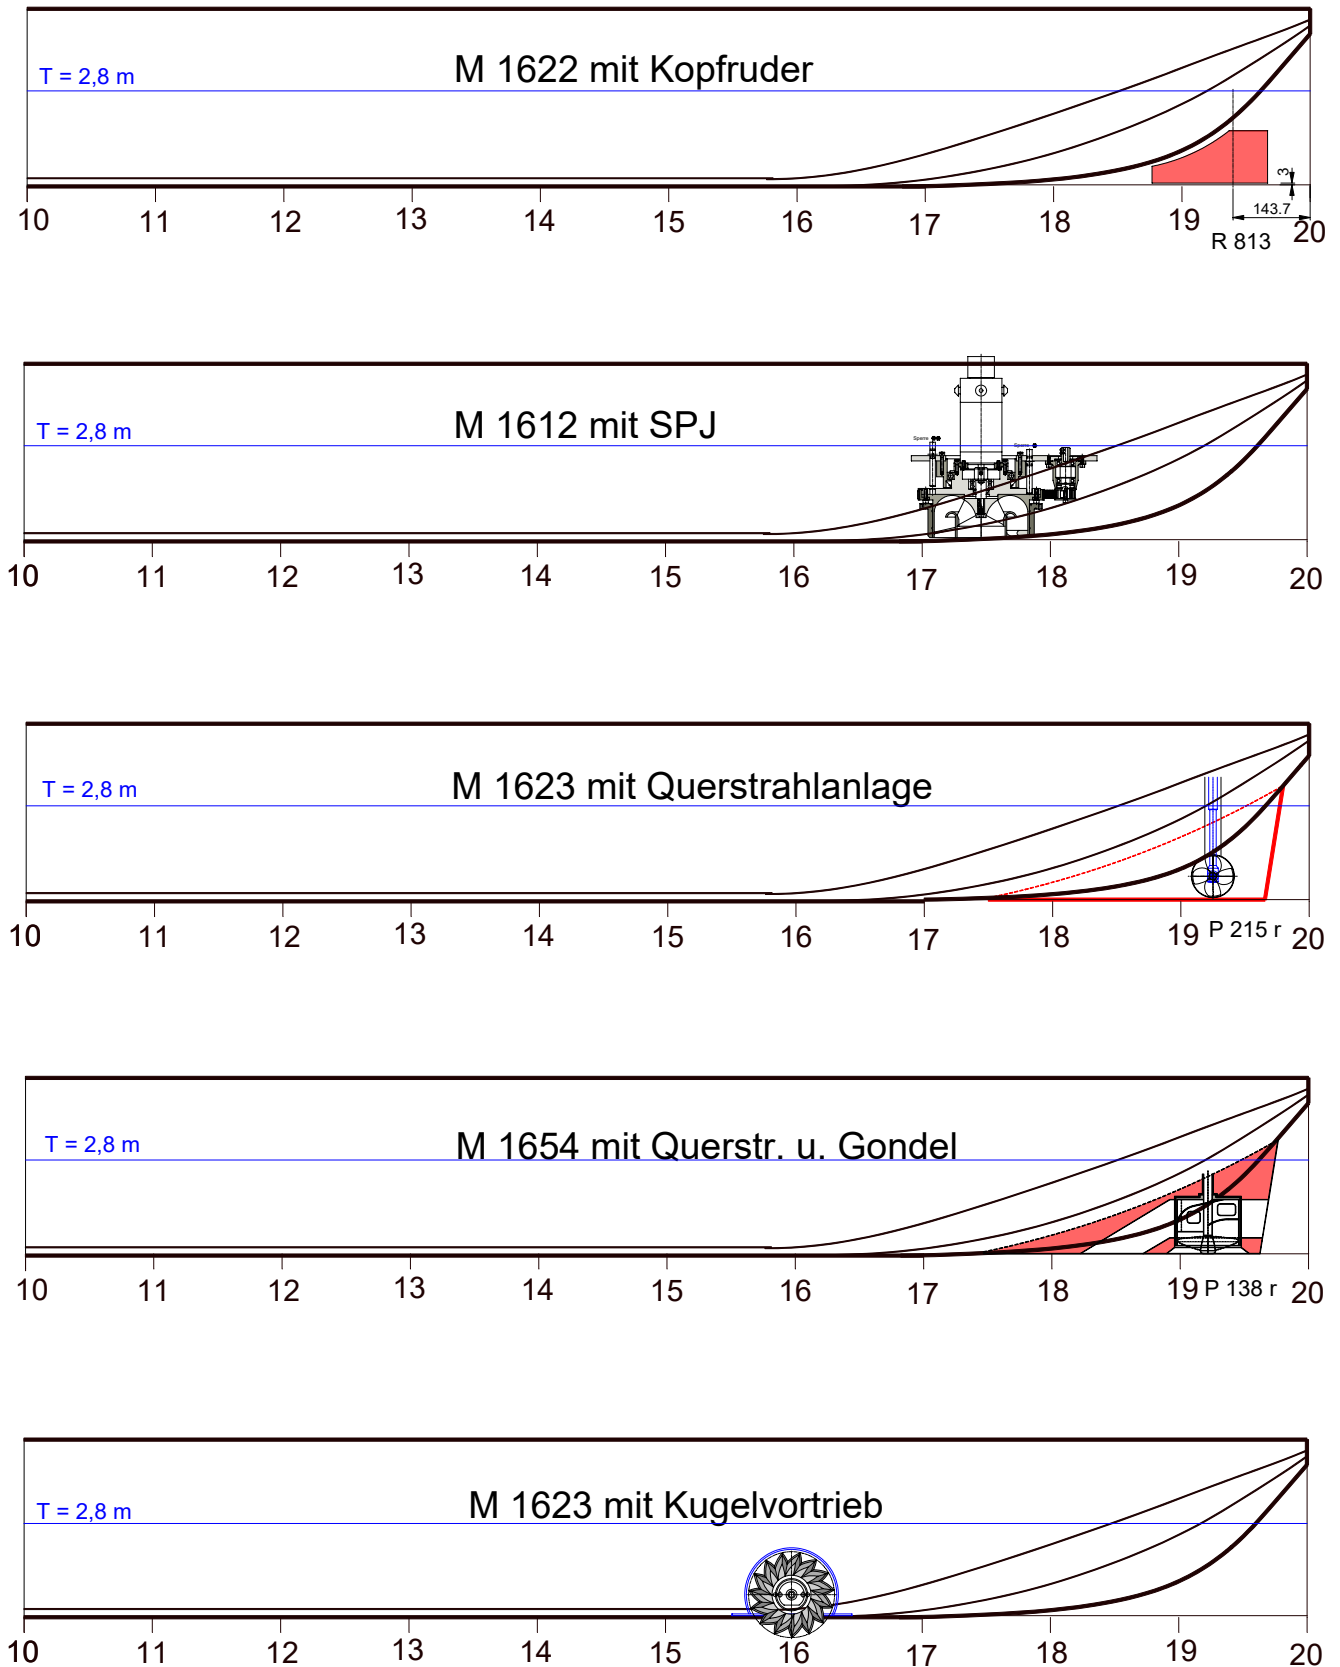 M 1622 mit Kopfruder
T = 2,8 m
3
143.7
10 11 12 13 14 15 16 17 18 19 20
R 813
M 1612 mit SPJ
T = 2,8 m
Sperre
Sperre
10 11 12 13 14 15 16 17 18 19 20
M 1623 mit Querstrahlanlage
T = 2,8 m
10 11 12 13 14 15 16 17 18 19 P 215 r 20
M 1654 mit Querstr. u. Gondel
T = 2,8 m
10 11 12 13 14 15 16 17 18 19 P 138 r 20
M 1623 mit Kugelvortrieb
T = 2,8 m
10 11 12 13 14 15 16 17 18 19 20